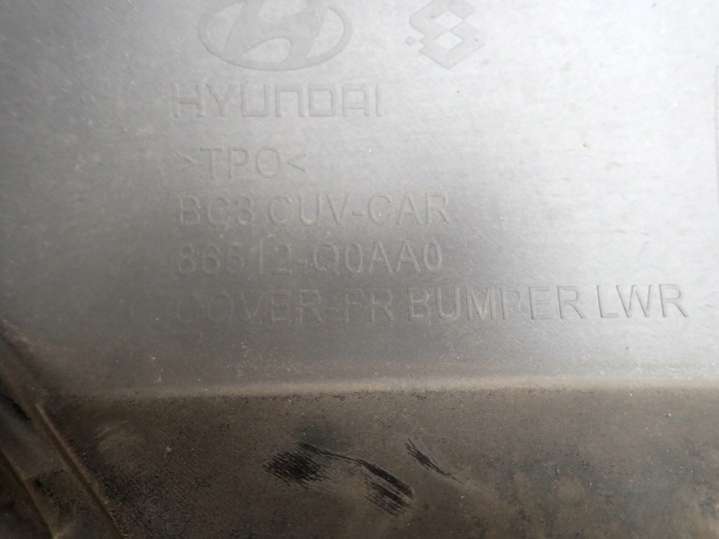 HYUNDAI
>TPO<
BC3 CUV-CAR
86512-Q0AA0
COVER-FR BUMPER LWR